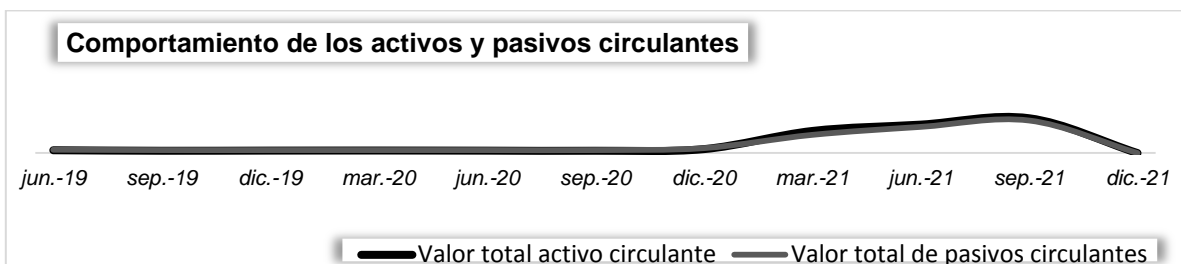 Comportamiento de los activos y pasivos circulantes
jun.-19 sep.-19 dic.-19 mar.-20 jun.-20 sep.-20 dic.-20 mar.-21 jun.-21 sep.-21 dic.-21
Valor total activo circulante Valor total de pasivos circulantes